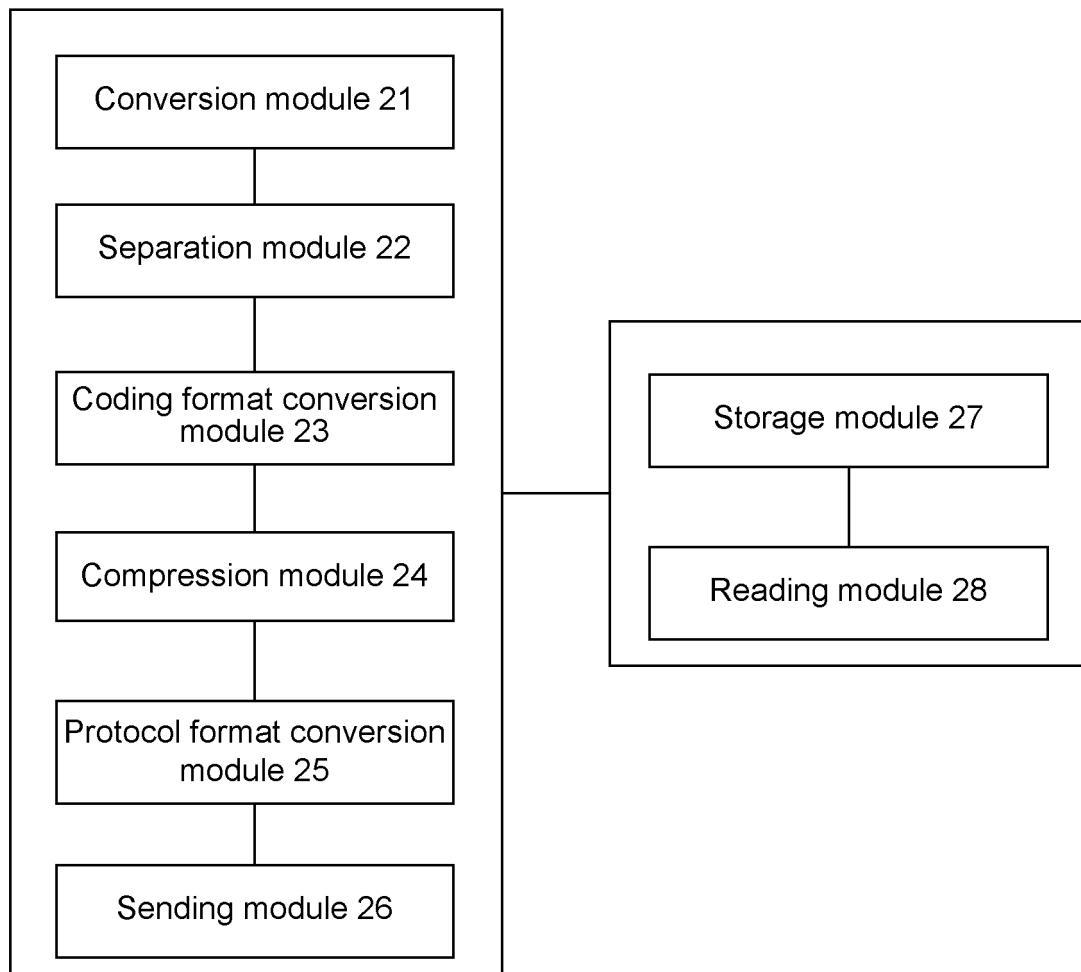 Conversion module 21
Separation module 22
Coding format conversion
module 23
Compression module 24
Protocol format conversion
module 25
Sending module 26
Storage module 27
Reading module 28